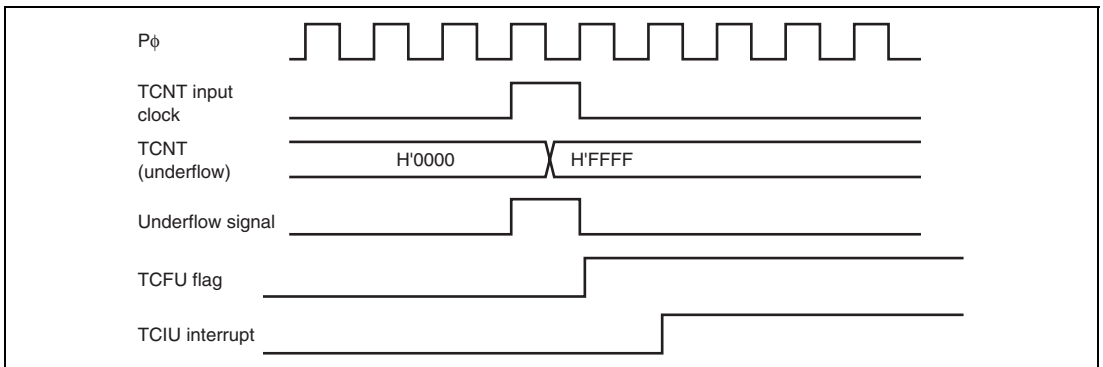 Pϕ
TCNT input
clock
TCNT
(underflow)
H'0000
H'FFFF
Underflow signal
TCFU flag
TCIU interrupt